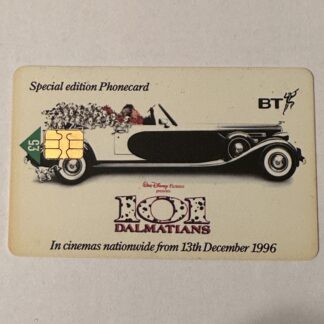 Special edition Phonecard
BT
£5
Walt Disney Pictures
presents
101
DALMATIANS
In cinemas nationwide from 13th December 1996